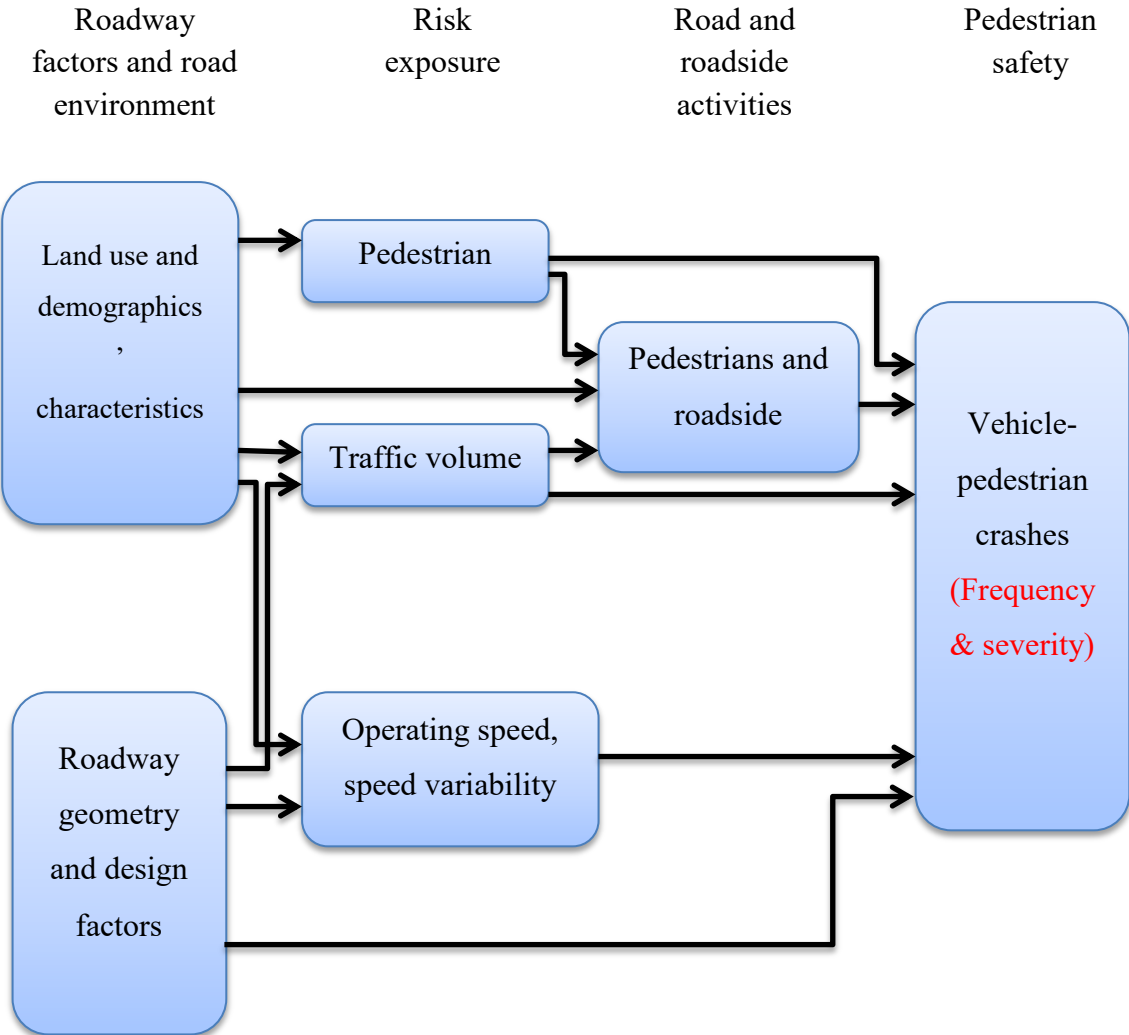 Roadway
factors and road
environment
Risk
exposure
Road and
roadside
activities
Pedestrian
safety
Land use and
demographics
,
characteristics
Pedestrian
Pedestrians and
roadside
Traffic volume
Vehicle-
pedestrian
crashes
(Frequency
& severity)
Roadway
geometry
and design
factors
Operating speed,
speed variability